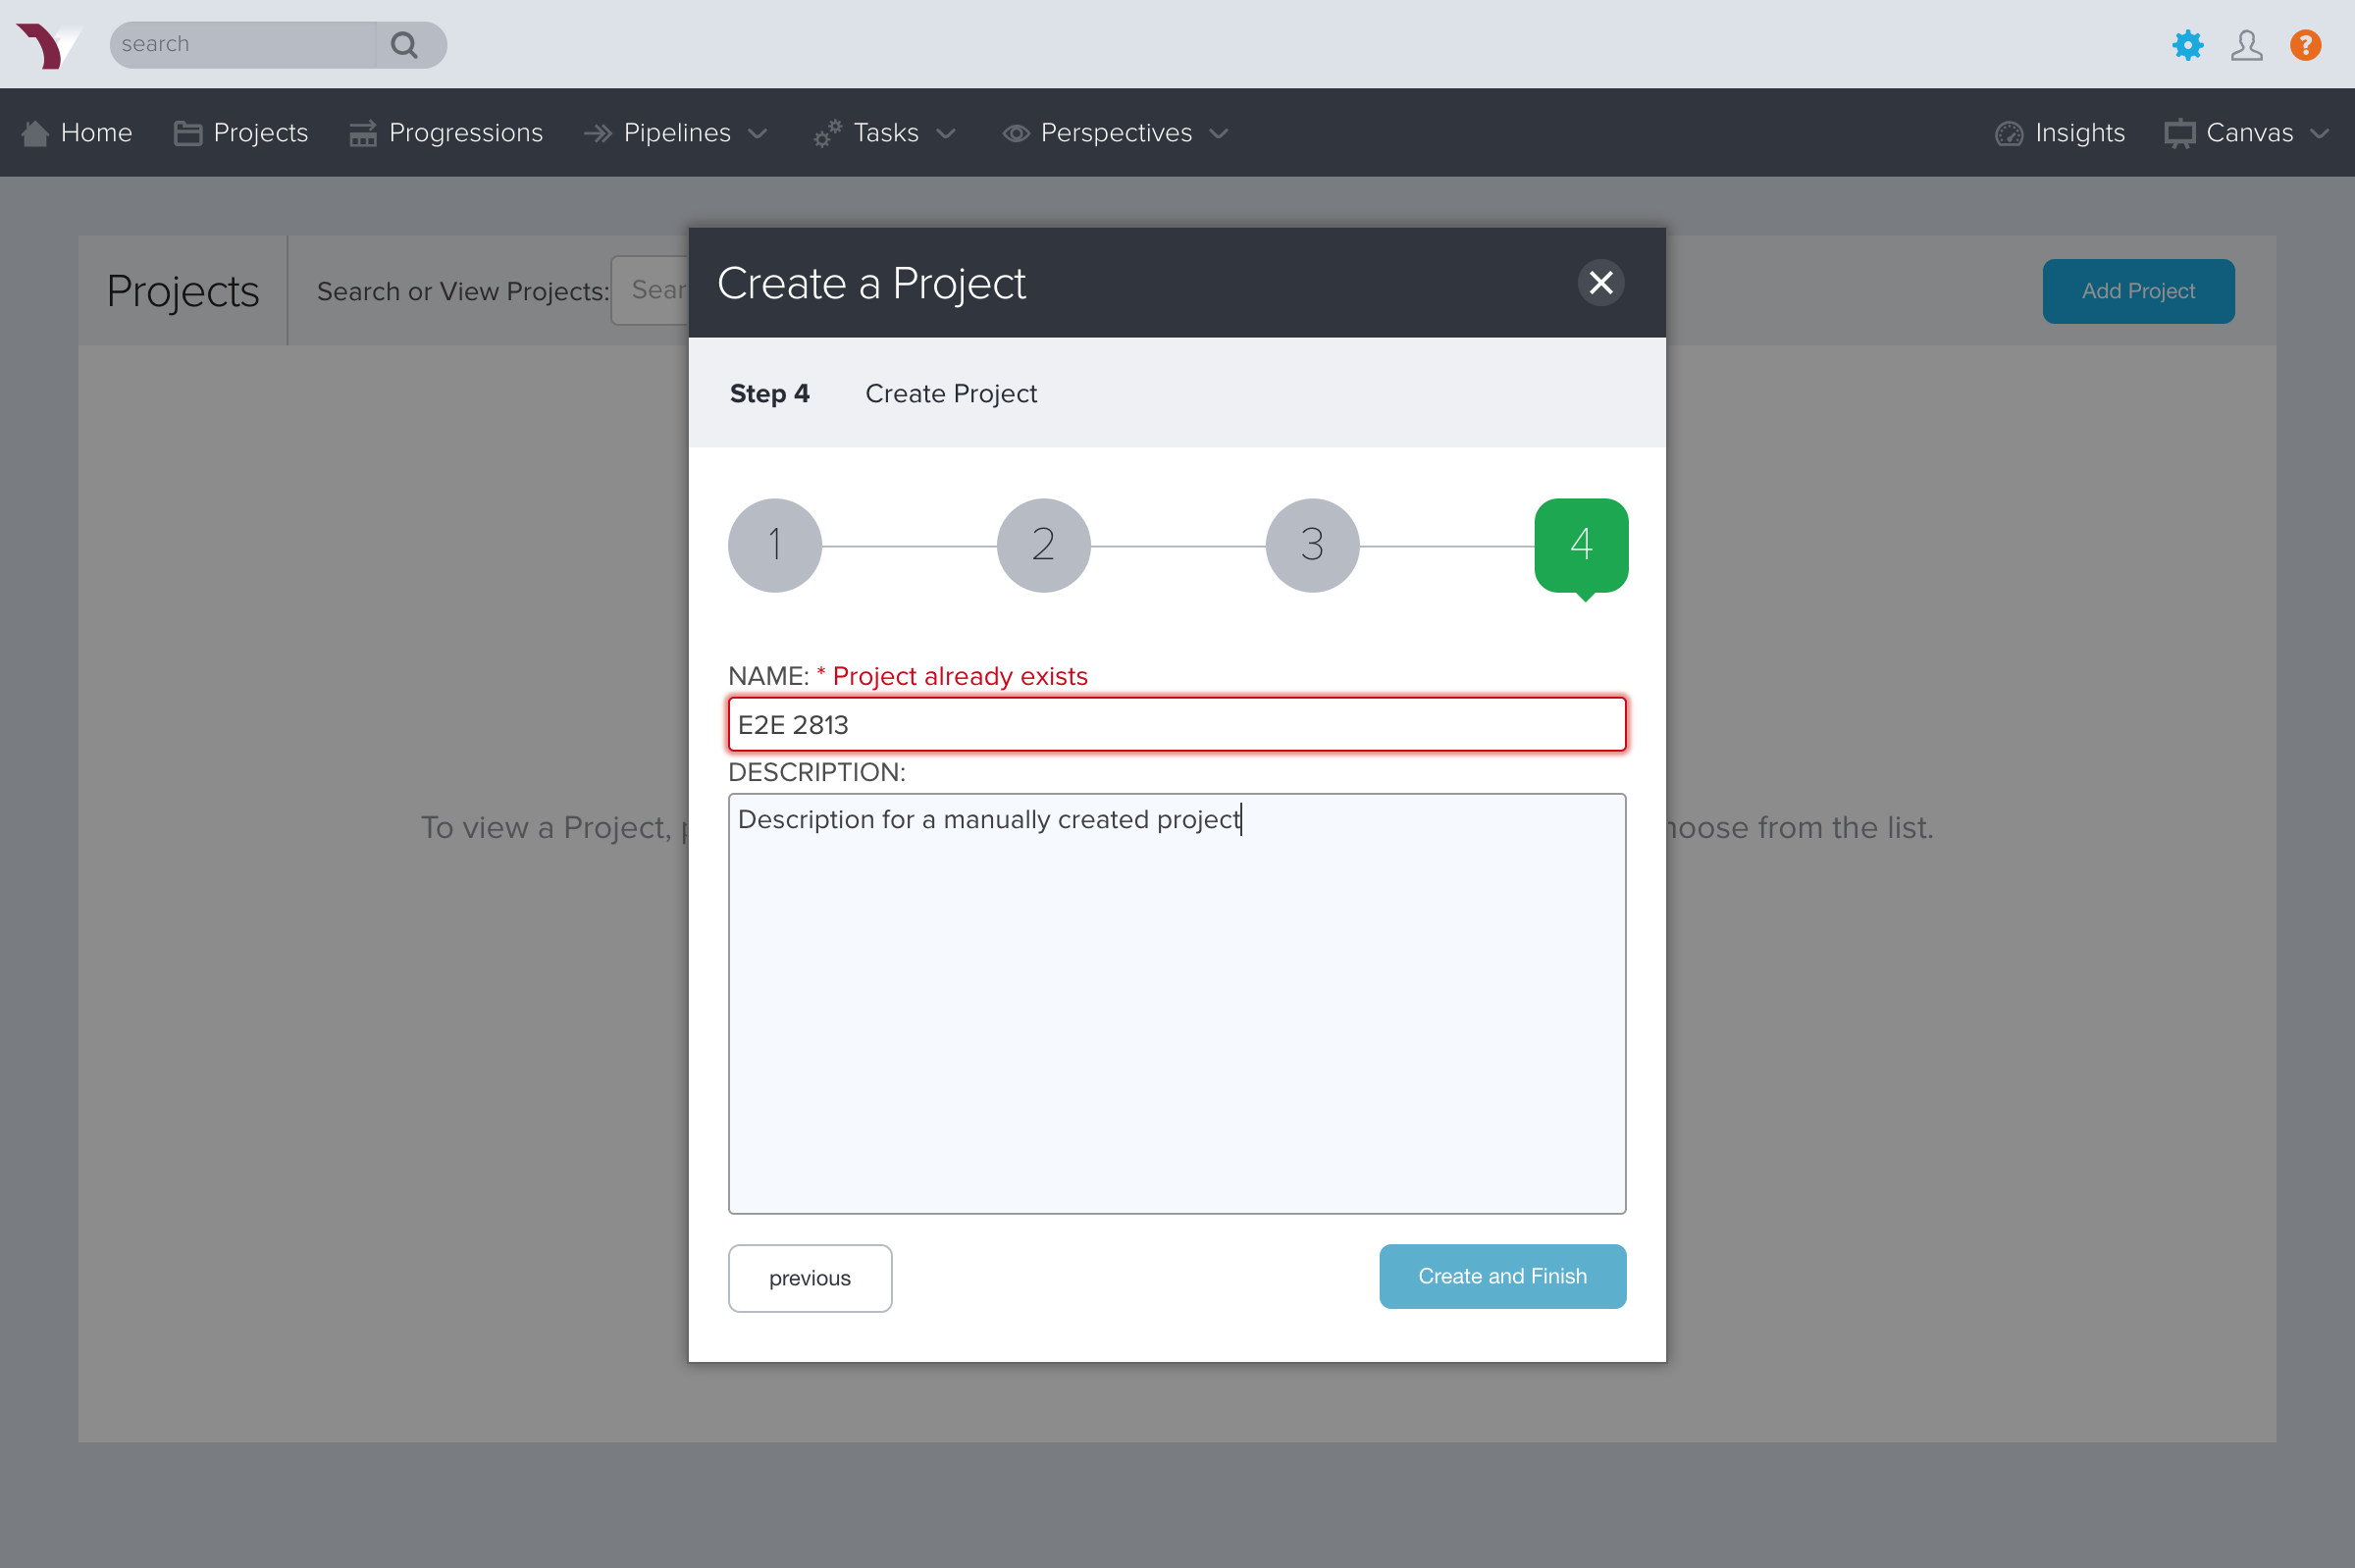 search
?
Home Projects Progressions Pipelines Tasks Perspectives Insights Canvas
Projects Search or View Projects: Sear Add Project
Create a Project
Step 4 Create Project
1 2 3 4
NAME: * Project already exists
E2E 2813
DESCRIPTION:
Description for a manually created project
To view a Project, hoose from the list.
previous Create and Finish